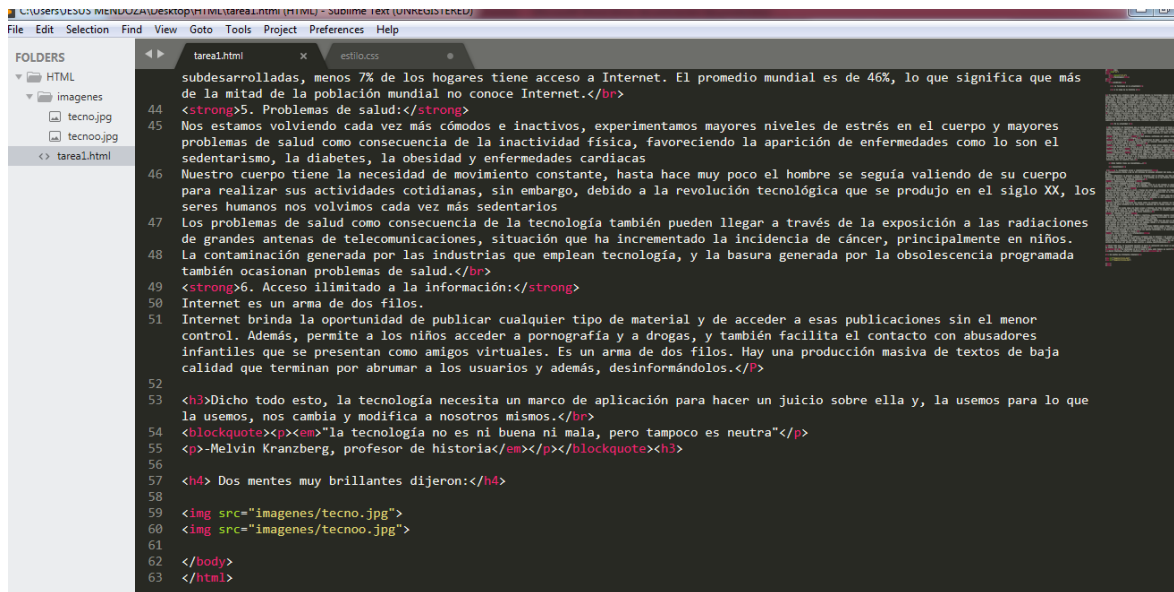 C:\Users\JESUS MENDOZA\Desktop\HTML\tarea1.html (HTML) - Sublime Text (UNREGISTERED)
File Edit Selection Find View Goto Tools Project Preferences Help
FOLDERS
HTML
imagenes
tecno.jpg
tecnoo.jpg
<> tarea1.html
tarea1.html × estilo.css
subdesarrolladas, menos 7% de los hogares tiene acceso a Internet. El promedio mundial es de 46%, lo que significa que más
de la mitad de la población mundial no conoce Internet.</br>
44 <strong>5. Problemas de salud:</strong>
45 Nos estamos volviendo cada vez más cómodos e inactivos, experimentamos mayores niveles de estrés en el cuerpo y mayores
problemas de salud como consecuencia de la inactividad física, favoreciendo la aparición de enfermedades como lo son el
sedentarismo, la diabetes, la obesidad y enfermedades cardiacas
46 Nuestro cuerpo tiene la necesidad de movimiento constante, hasta hace muy poco el hombre se seguía valiendo de su cuerpo
para realizar sus actividades cotidianas, sin embargo, debido a la revolución tecnológica que se produjo en el siglo XX, los
seres humanos nos volvimos cada vez más sedentarios
47 Los problemas de salud como consecuencia de la tecnología también pueden llegar a través de la exposición a las radiaciones
de grandes antenas de telecomunicaciones, situación que ha incrementado la incidencia de cáncer, principalmente en niños.
48 La contaminación generada por las industrias que emplean tecnología, y la basura generada por la obsolescencia programada
también ocasionan problemas de salud.</br>
49 <strong>6. Acceso ilimitado a la información:</strong>
50 Internet es un arma de dos filos.
51 Internet brinda la oportunidad de publicar cualquier tipo de material y de acceder a esas publicaciones sin el menor
control. Además, permite a los niños acceder a pornografía y a drogas, y también facilita el contacto con abusadores
infantiles que se presentan como amigos virtuales. Es un arma de dos filos. Hay una producción masiva de textos de baja
calidad que terminan por abrumar a los usuarios y además, desinformándolos.</P>
52
53 <h3>Dicho todo esto, la tecnología necesita un marco de aplicación para hacer un juicio sobre ella y, la usemos para lo que
la usemos, nos cambia y modifica a nosotros mismos.</br>
54 <blockquote><p><em>"la tecnología no es ni buena ni mala, pero tampoco es neutra"</p>
55 <p>-Melvin Kranzberg, profesor de historia</em></p></blockquote><h3>
56
57 <h4> Dos mentes muy brillantes dijeron:</h4>
58
59 <img src="imagenes/tecno.jpg">
60 <img src="imagenes/tecnoo.jpg">
61
62 </body>
63 </html>